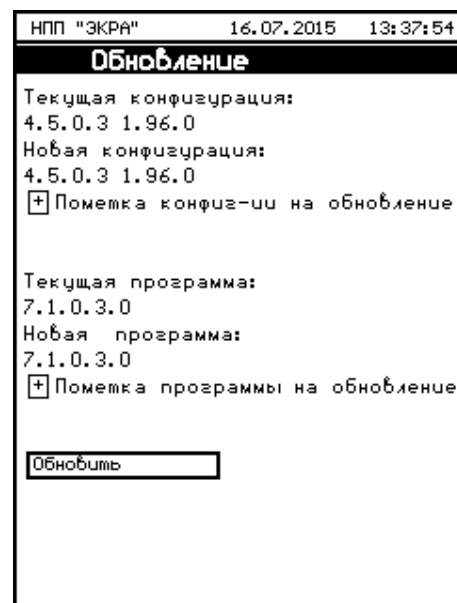 НПП "ЭКРА" 16.07.2015 13:37:54
Обновление
Текущая конфигурация:
4.5.0.3 1.96.0
Новая конфигурация:
4.5.0.3 1.96.0
+ Пометка конфиг-ии на обновление
Текущая программа:
7.1.0.3.0
Новая программа:
7.1.0.3.0
+ Пометка программы на обновление
Обновить